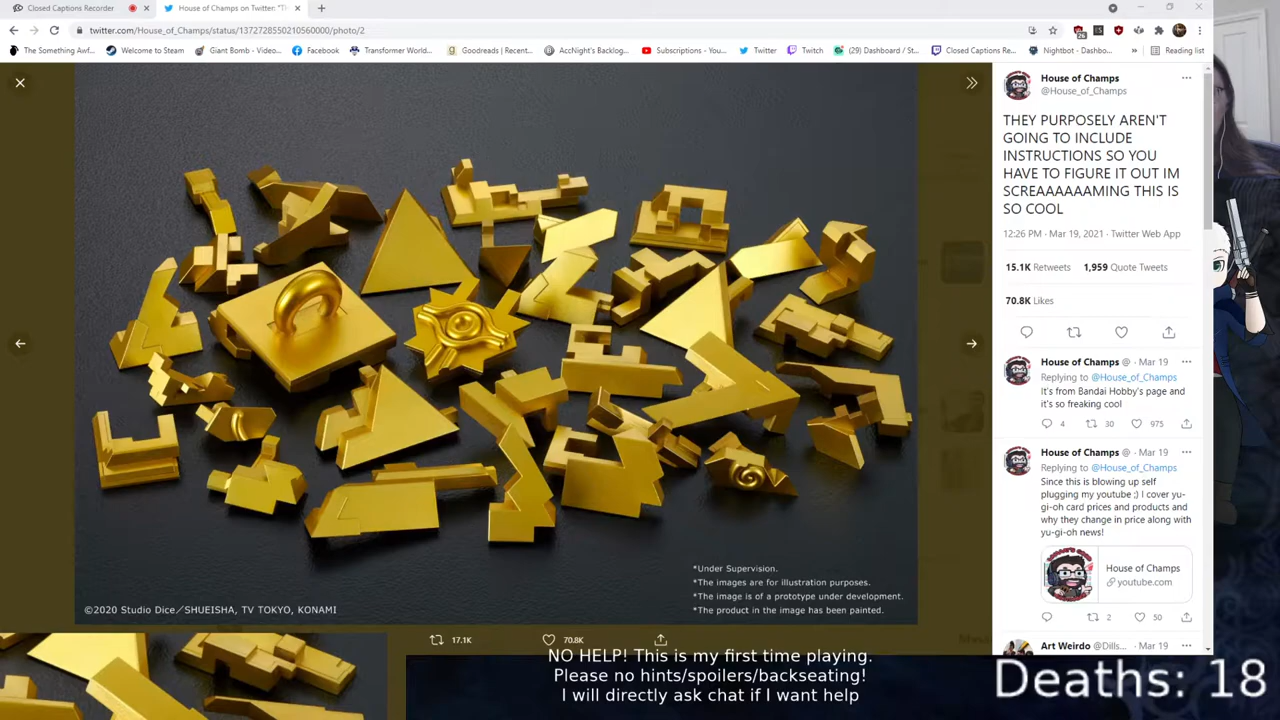 Closed Captions Recorder
House of Champs on Twitter: "T
twitter.com/House_of_Champs/status/1372728550210560000/photo/2
The Something Awf...
Welcome to Steam
Giant Bomb - Video...
Facebook
Transformer World...
Goodreads | Recent...
AccNight's Backlog...
Subscriptions - You...
Twitter
Twitch
(29) Dashboard / St...
Closed Captions Re...
Nightbot - Dashbo...
Reading list
House of Champs
@House_of_Champs
THEY PURPOSELY AREN'T
GOING TO INCLUDE
INSTRUCTIONS SO YOU
HAVE TO FIGURE IT OUT IM
SCREAAAAAAMING THIS IS
SO COOL
12:26 PM · Mar 19, 2021 · Twitter Web App
15.1K Retweets 1,959 Quote Tweets
70.8K Likes
House of Champs @ · Mar 19
Replying to @House_of_Champs
It's from Bandai Hobby's page and
it's so freaking cool
4 30 975
House of Champs @ · Mar 19
Replying to @House_of_Champs
Since this is blowing up self
plugging my youtube ;) I cover yu-
gi-oh card prices and products and
why they change in price along with
yu-gi-oh news!
House of Champs
youtube.com
2 50
Art Weirdo @Dills... · Mar 19
*Under Supervision.
*The images are for illustration purposes.
*The image is of a prototype under development.
*The product in the image has been painted.
©2020 Studio Dice/SHUEISHA, TV TOKYO, KONAMI
17.1K 70.8K
NO HELP! This is my first time playing.
Please no hints/spoilers/backseating!
I will directly ask chat if I want help
Deaths: 18